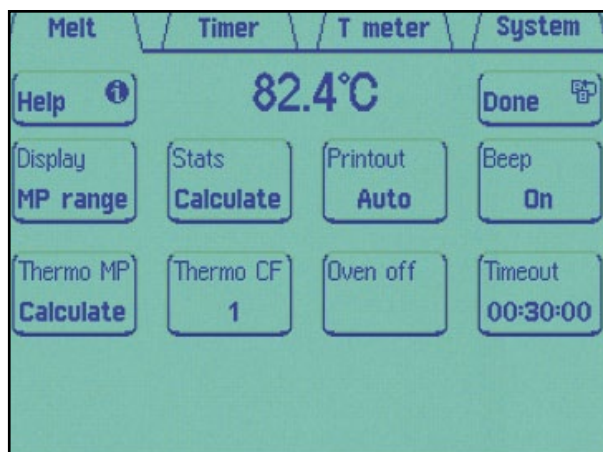 Melt Timer T meter System
Help 82.4°C Done
Display Stats Printout Beep
MP range Calculate Auto On
Thermo MP Thermo CF Oven off Timeout
Calculate 1 00:30:00